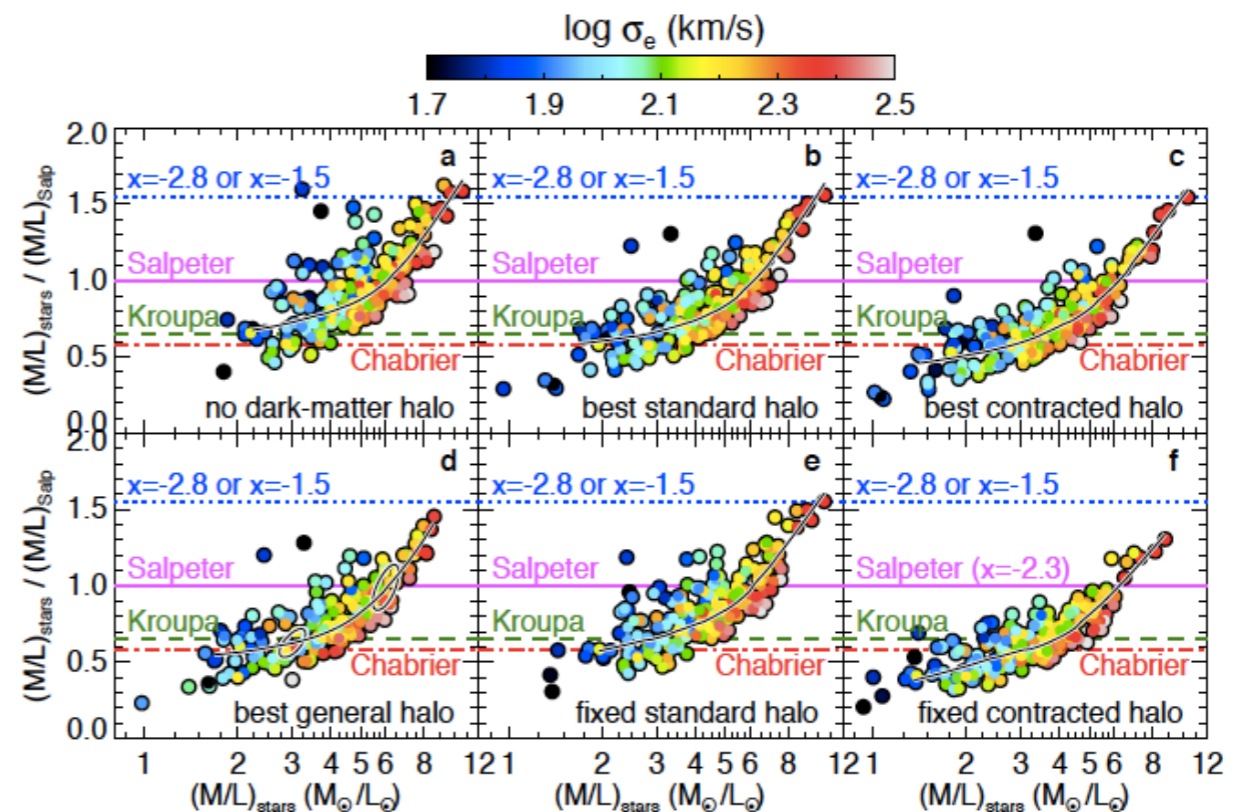 log σe (km/s)
1.7 1.9 2.1 2.3 2.5
2.0 a b c
x=-2.8 or x=-1.5 x=-2.8 or x=-1.5 x=-2.8 or x=-1.5
1.5
Salpeter Salpeter Salpeter
1.0
Kroupa Kroupa Kroupa
0.5 Chabrier Chabrier Chabrier
no dark-matter halo best standard halo best contracted halo
0.0
(M/L)stars / (M/L)Salp
2.0 d e f
x=-2.8 or x=-1.5 x=-2.8 or x=-1.5 x=-2.8 or x=-1.5
1.5
Salpeter Salpeter Salpeter (x=-2.3)
1.0
Kroupa Kroupa Kroupa
0.5 Chabrier Chabrier Chabrier
best general halo fixed standard halo fixed contracted halo
0.0
(M/L)stars / (M/L)Salp
1 2 3 4 5 6 8 12 1 2 3 4 5 6 8 12 1 2 3 4 5 6 8 12
(M/L)stars (M⊙/L⊙) (M/L)stars (M⊙/L⊙) (M/L)stars (M⊙/L⊙)